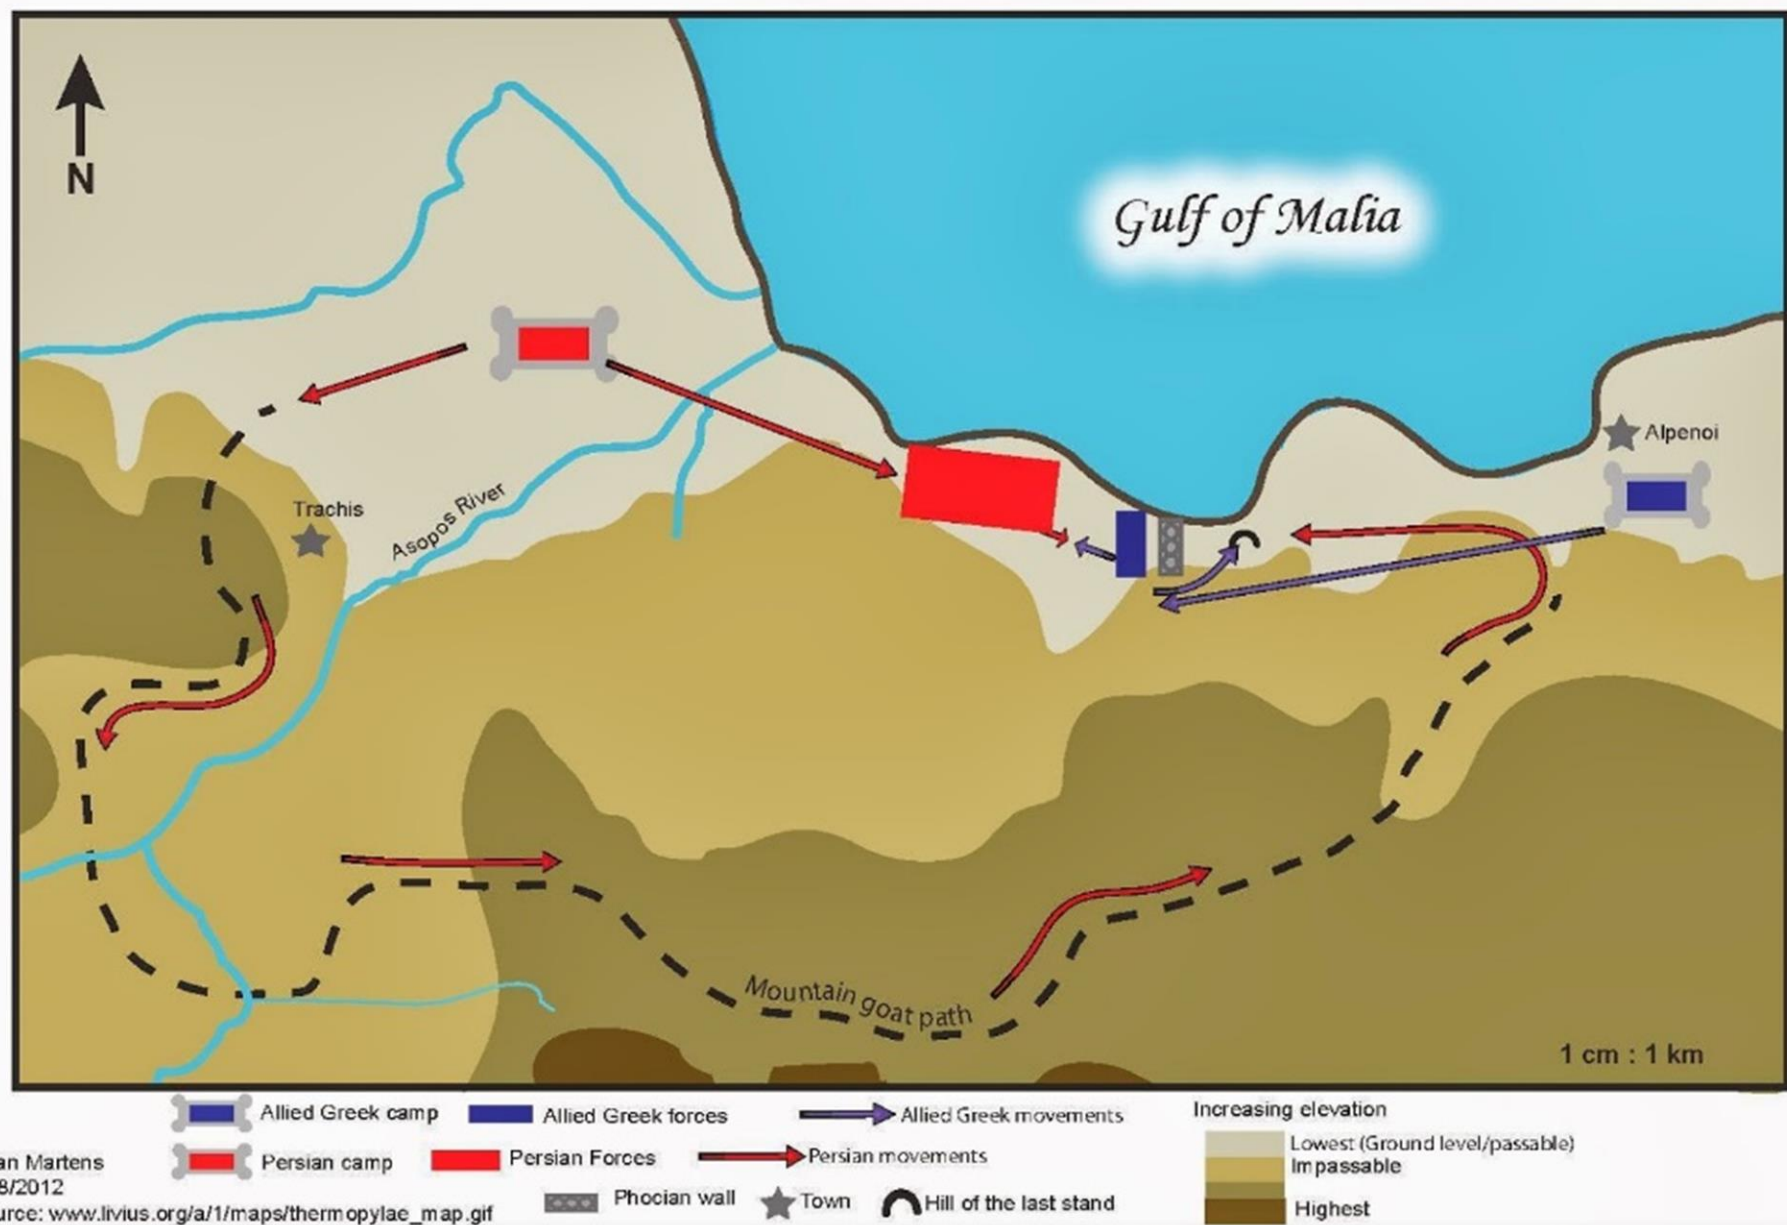 N
Gulf of Malia
Alpenoi
Trachis
Asopos River
Mountain goat path
1 cm : 1 km
Allied Greek camp
Allied Greek forces
Allied Greek movements
Increasing elevation
Persian camp
Persian Forces
Persian movements
Lowest (Ground level/passable)
Impassable
an Martens
8/2012
Phocian wall
Town
Hill of the last stand
Highest
urce: www.livius.org/a/1/maps/thermopylae_map.gif